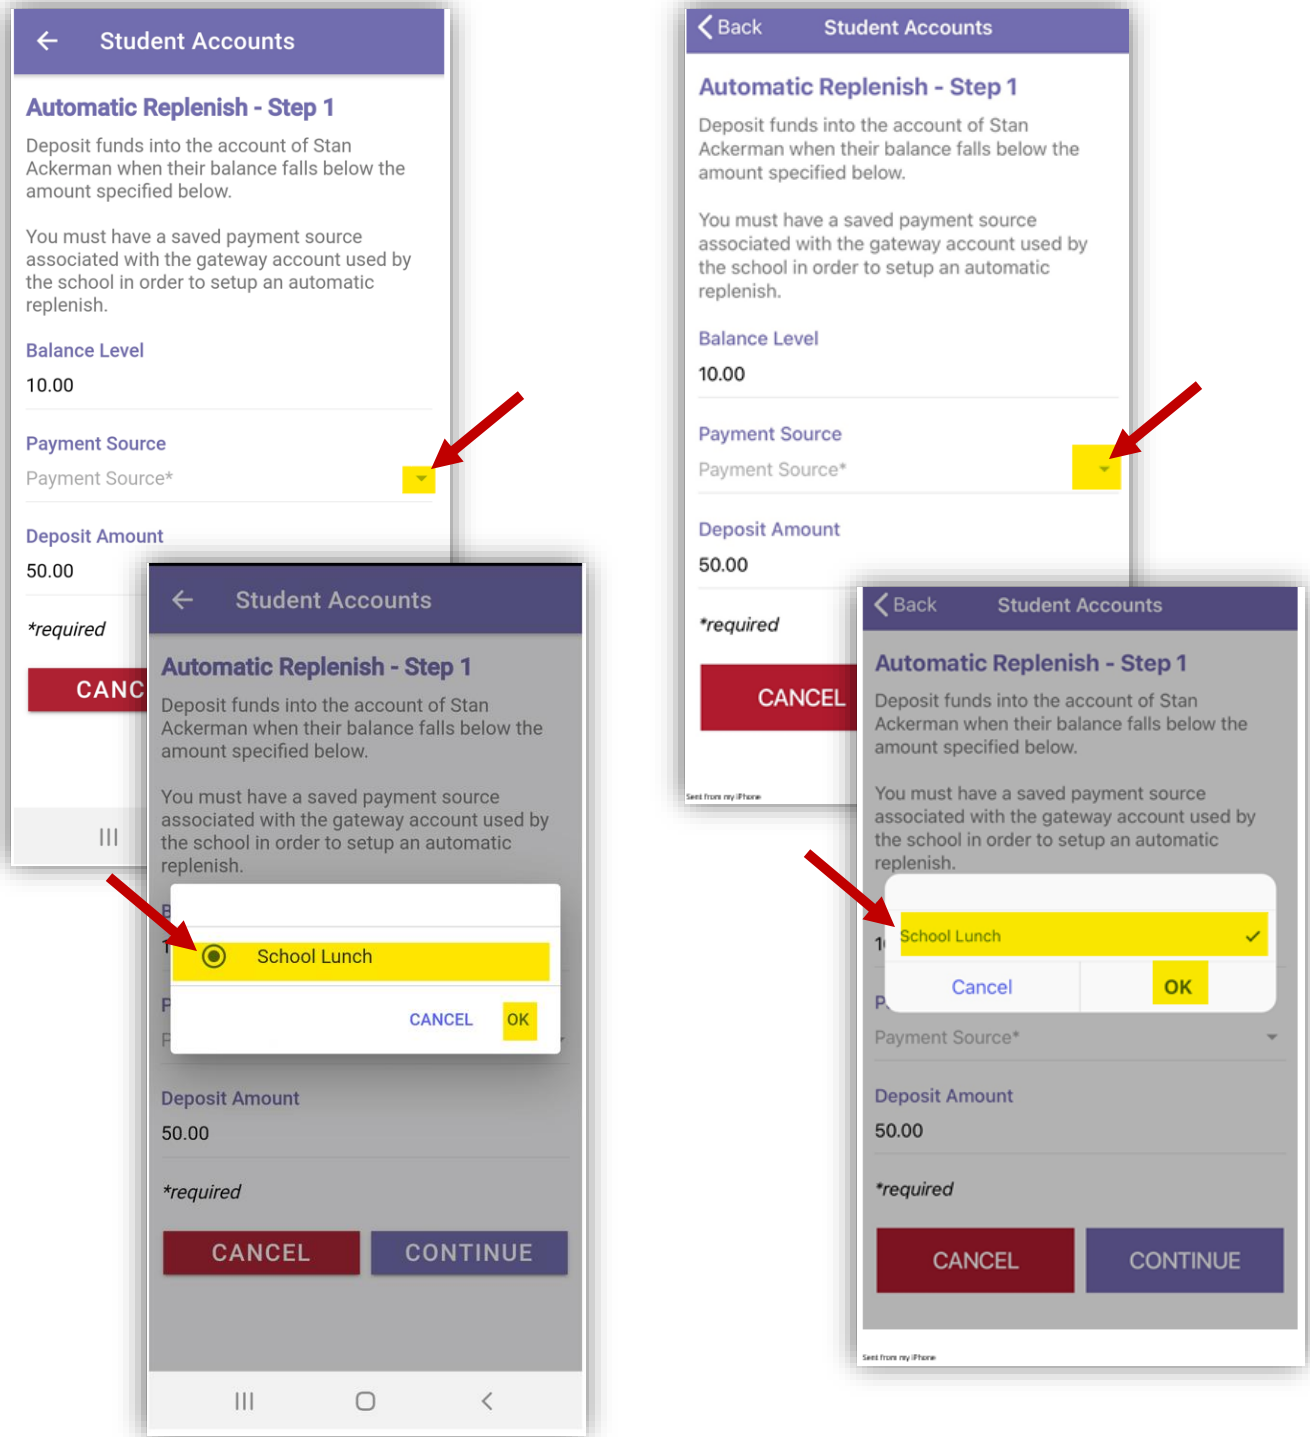 Student Accounts
Automatic Replenish - Step 1
Deposit funds into the account of Stan
Ackerman when their balance falls below the
amount specified below.
You must have a saved payment source
associated with the gateway account used by
the school in order to setup an automatic
replenish.
Balance Level
10.00
Payment Source
Payment Source*
Deposit Amount
50.00
*required
CANC
Student Accounts
Automatic Replenish - Step 1
Deposit funds into the account of Stan
Ackerman when their balance falls below the
amount specified below.
You must have a saved payment source
associated with the gateway account used by
the school in order to setup an automatic
replenish.
B
1
School Lunch
P
CANCEL OK
P
Deposit Amount
50.00
*required
CANCEL CONTINUE
Back Student Accounts
Automatic Replenish - Step 1
Deposit funds into the account of Stan
Ackerman when their balance falls below the
amount specified below.
You must have a saved payment source
associated with the gateway account used by
the school in order to setup an automatic
replenish.
Balance Level
10.00
Payment Source
Payment Source*
Deposit Amount
50.00
*required
CANCEL
Sent from my iPhone
Back Student Accounts
Automatic Replenish - Step 1
Deposit funds into the account of Stan
Ackerman when their balance falls below the
amount specified below.
You must have a saved payment source
associated with the gateway account used by
the school in order to setup an automatic
replenish.
School Lunch
1
Cancel OK
P
Payment Source*
Deposit Amount
50.00
*required
CANCEL CONTINUE
Sent from my iPhone